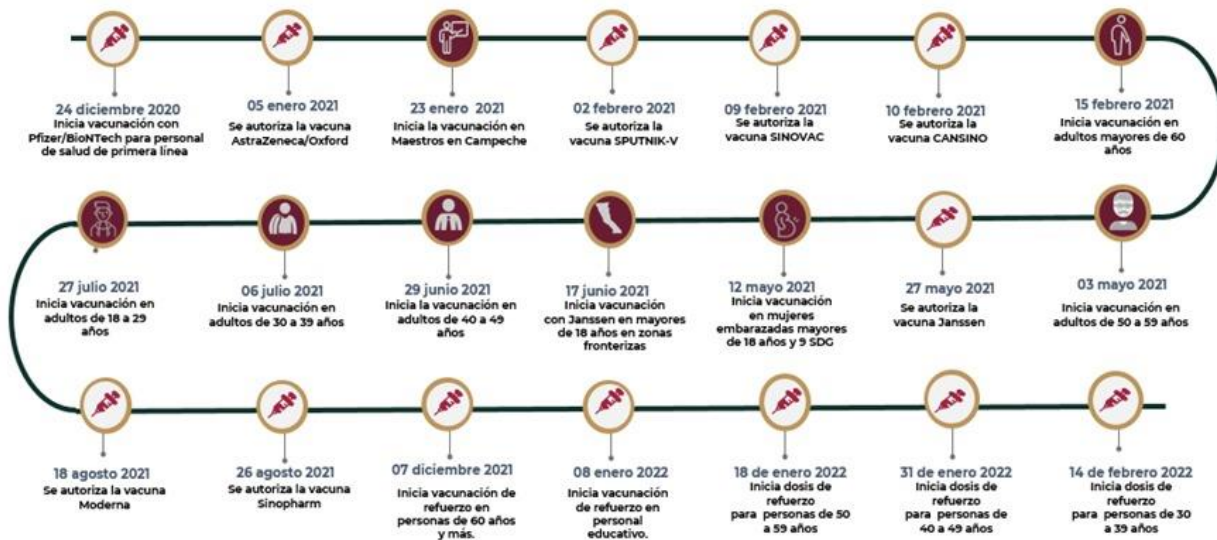 24 diciembre 2020
Inicia vacunación con
Pfizer/BioNTech para personal
de salud de primera línea
05 enero 2021
Se autoriza la vacuna
AstraZeneca/Oxford
23 enero 2021
Inicia la vacunación en
Maestros en Campeche
02 febrero 2021
Se autoriza la
vacuna SPUTNIK-V
09 febrero 2021
Se autoriza la
vacuna SINOVAC
10 febrero 2021
Se autoriza la
vacuna CANSINO
15 febrero 2021
Inicia vacunación en
adultos mayores de 60
años
27 julio 2021
Inicia vacunación en
adultos de 18 a 29
años
06 julio 2021
Inicia vacunación en
adultos de 30 a 39 años
29 junio 2021
Inicia la vacunación en
adultos de 40 a 49
años
17 junio 2021
Inicia vacunación
con Janssen en mayores
de 18 años en zonas
fronterizas
12 mayo 2021
Inicia vacunación
en mujeres
embarazadas mayores
de 18 años y 9 SDG
27 mayo 2021
Se autoriza la
vacuna Janssen
03 mayo 2021
Inicia vacunación en
adultos de 50 a 59 años
18 agosto 2021
Se autoriza la vacuna
Moderna
26 agosto 2021
Se autoriza la vacuna
Sinopharm
07 diciembre 2021
Inicia vacunación de
refuerzo en
personas de 60 años
y más.
08 enero 2022
Inicia vacunación
de refuerzo en
personal
educativo.
18 de enero 2022
Inicia dosis de
refuerzo
para personas de 50
a 59 años
31 de enero 2022
Inicia dosis de
refuerzo
para personas de
40 a 49 años
14 de febrero 2022
Inicia dosis de
refuerzo
para personas de 30
a 39 años